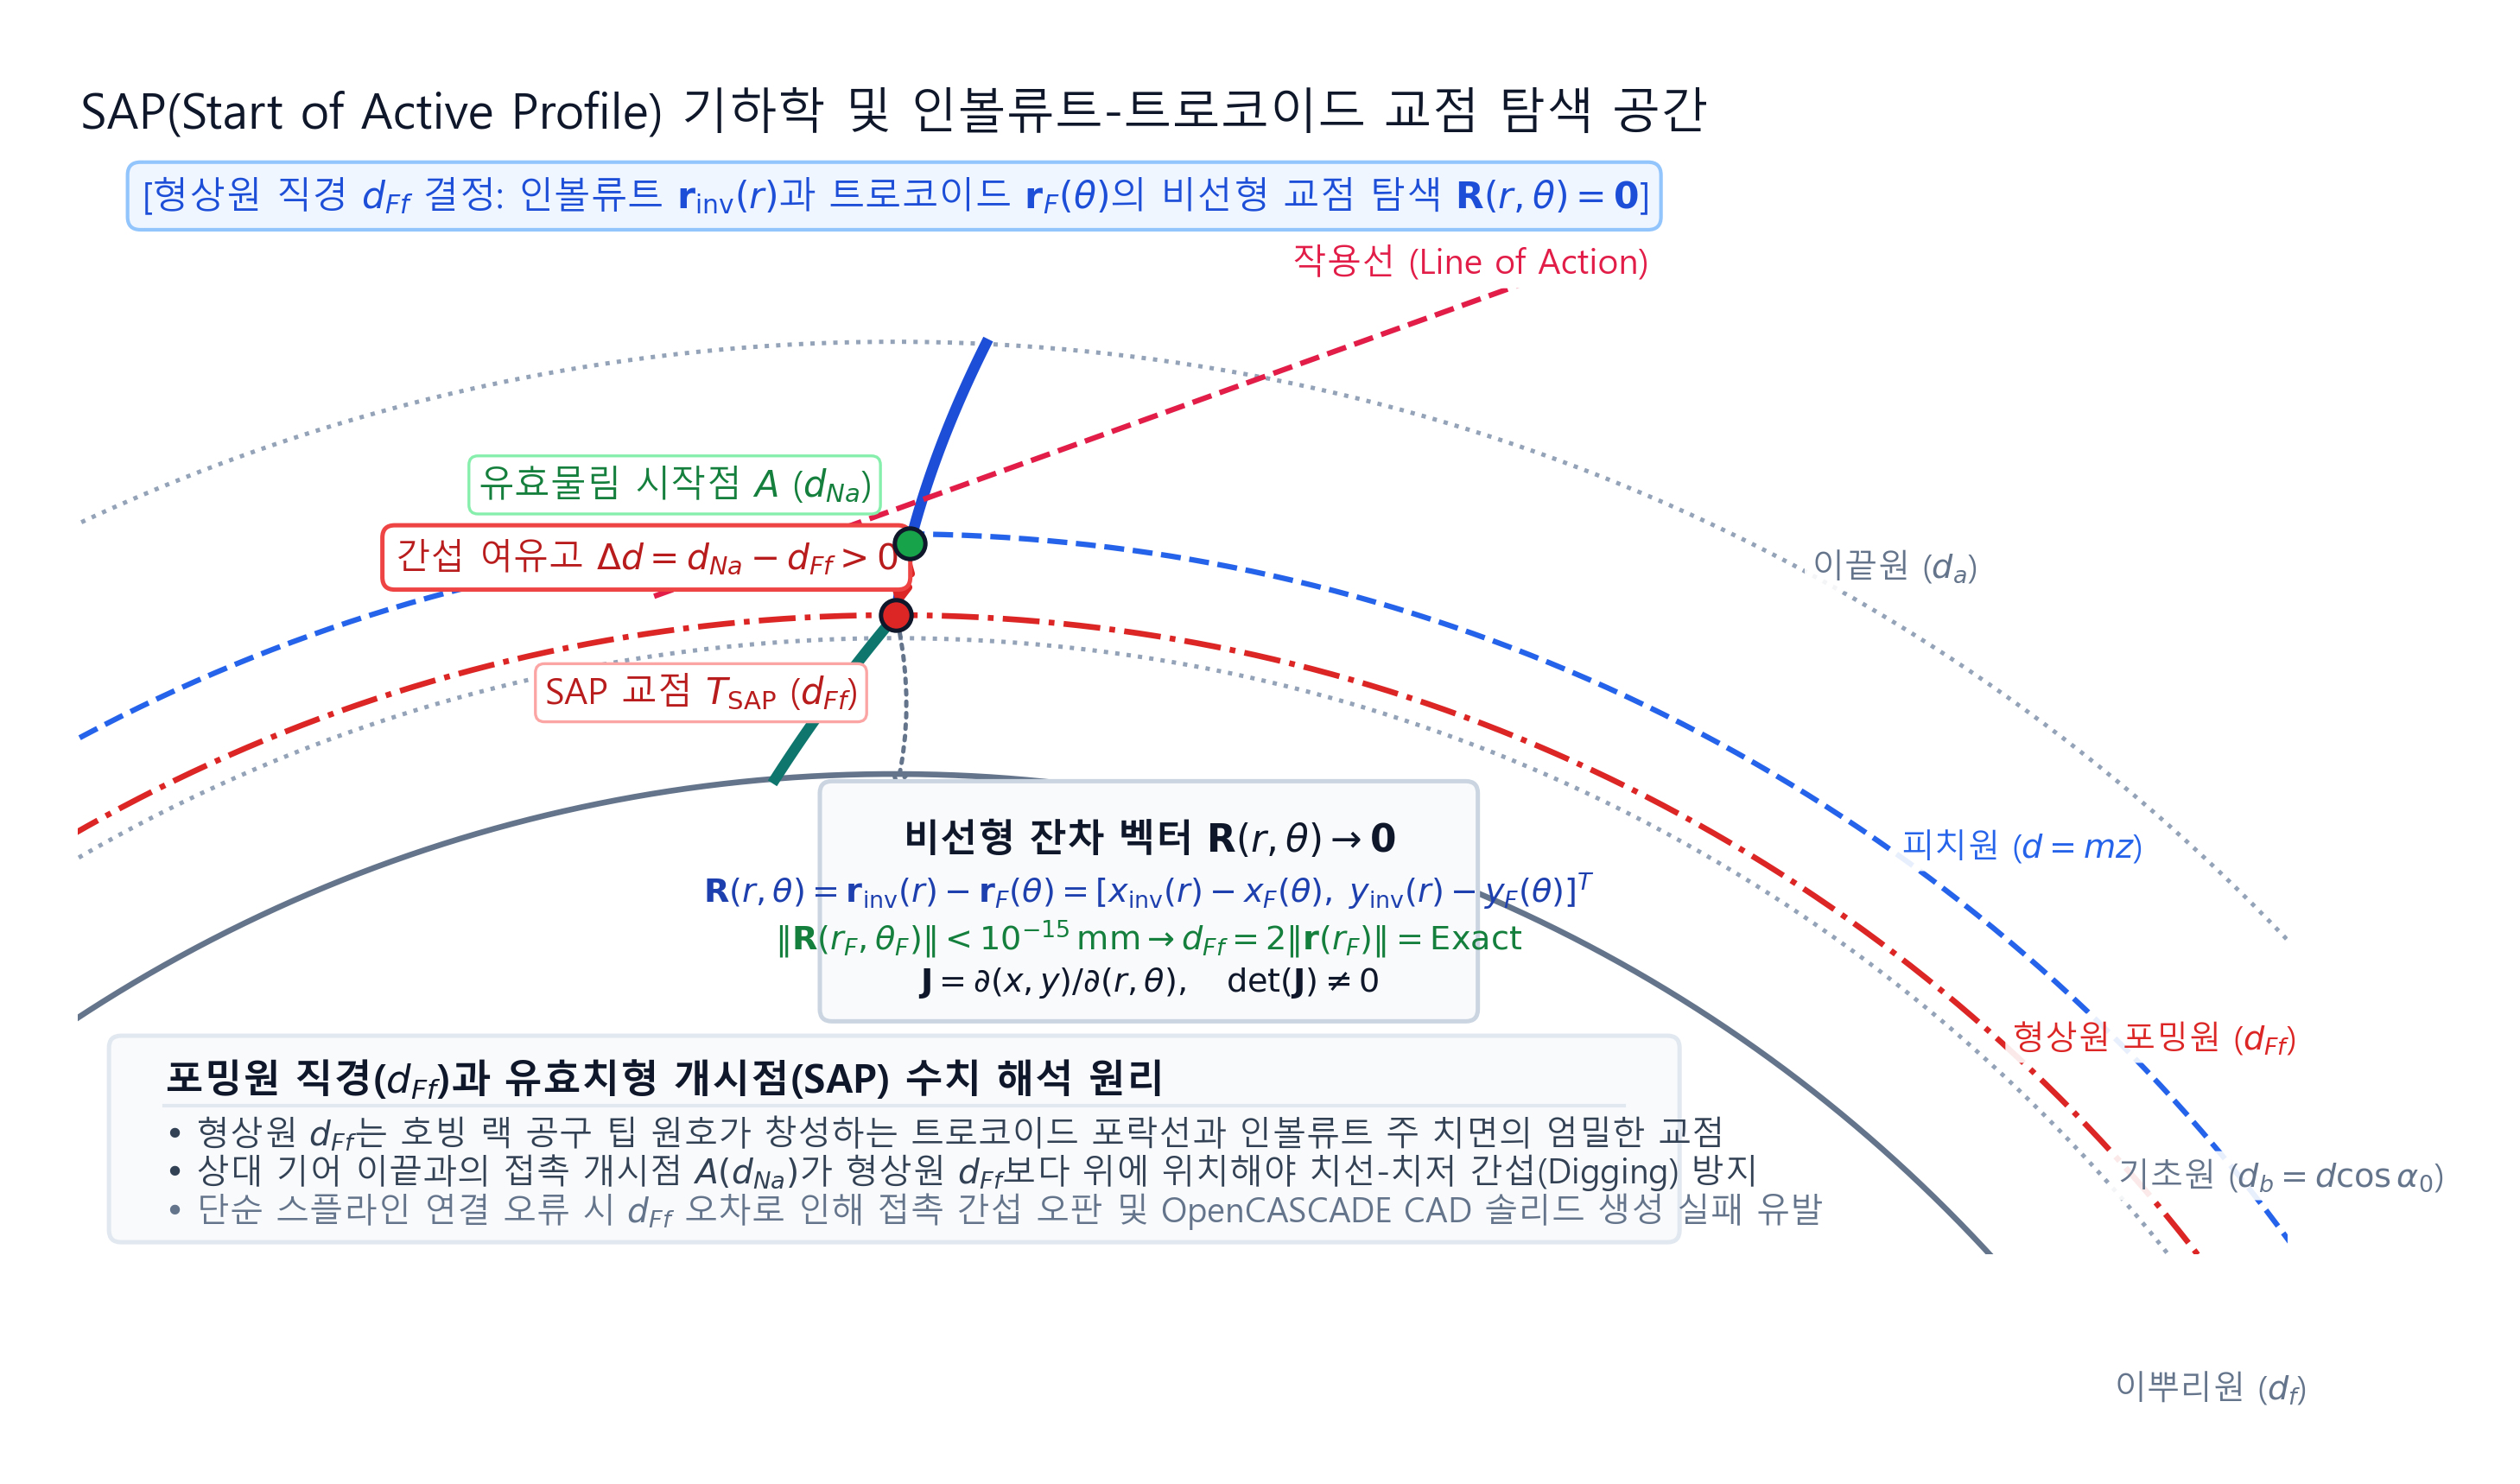 SAP(Start of Active Profile) 기하학 및 인볼류트-트로코이드 교점 탐색 공간
[형상원 직경 d_Ff 결정: 인볼류트 r_inv(r)과 트로코이드 r_F(θ)의 비선형 교점 탐색 R(r, θ) = 0]
작용선 (Line of Action)
유효물림 시작점 A (d_Na)
간섭 여유고 Δd = d_Na − d_Ff > 0
이끝원 (d_a)
SAP 교점 T_SAP (d_Ff)
피치원 (d = mz)
비선형 잔차 벡터 R(r, θ) → 0
R(r, θ) = r_inv(r) − r_F(θ) = [x_inv(r) − x_F(θ), y_inv(r) − y_F(θ)]^T
‖R(r_F, θ_F)‖ < 10^−15 mm → d_Ff = 2‖r(r_F)‖ = Exact
J = ∂(x, y)/∂(r, θ), det(J) ≠ 0
형상원 포밍원 (d_Ff)
포밍원 직경(d_Ff)과 유효치형 개시점(SAP) 수치 해석 원리
• 형상원 d_Ff는 호빙 랙 공구 팁 원호가 창성하는 트로코이드 포락선과 인볼류트 주 치면의 엄밀한 교점
• 상대 기어 이끝과의 접촉 개시점 A(d_Na)가 형상원 d_Ff보다 위에 위치해야 치선-치저 간섭(Digging) 방지
• 단순 스플라인 연결 오류 시 d_Ff 오차로 인해 접촉 간섭 오판 및 OpenCASCADE CAD 솔리드 생성 실패 유발
기초원 (d_b = d cos α_0)
이뿌리원 (d_f)